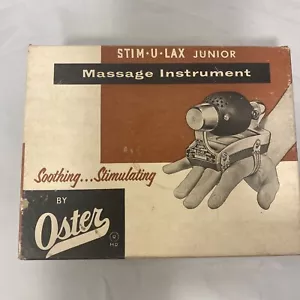 STIM·U·LAX JUNIOR
Massage Instrument
Soothing...Stimulating
BY
Oster